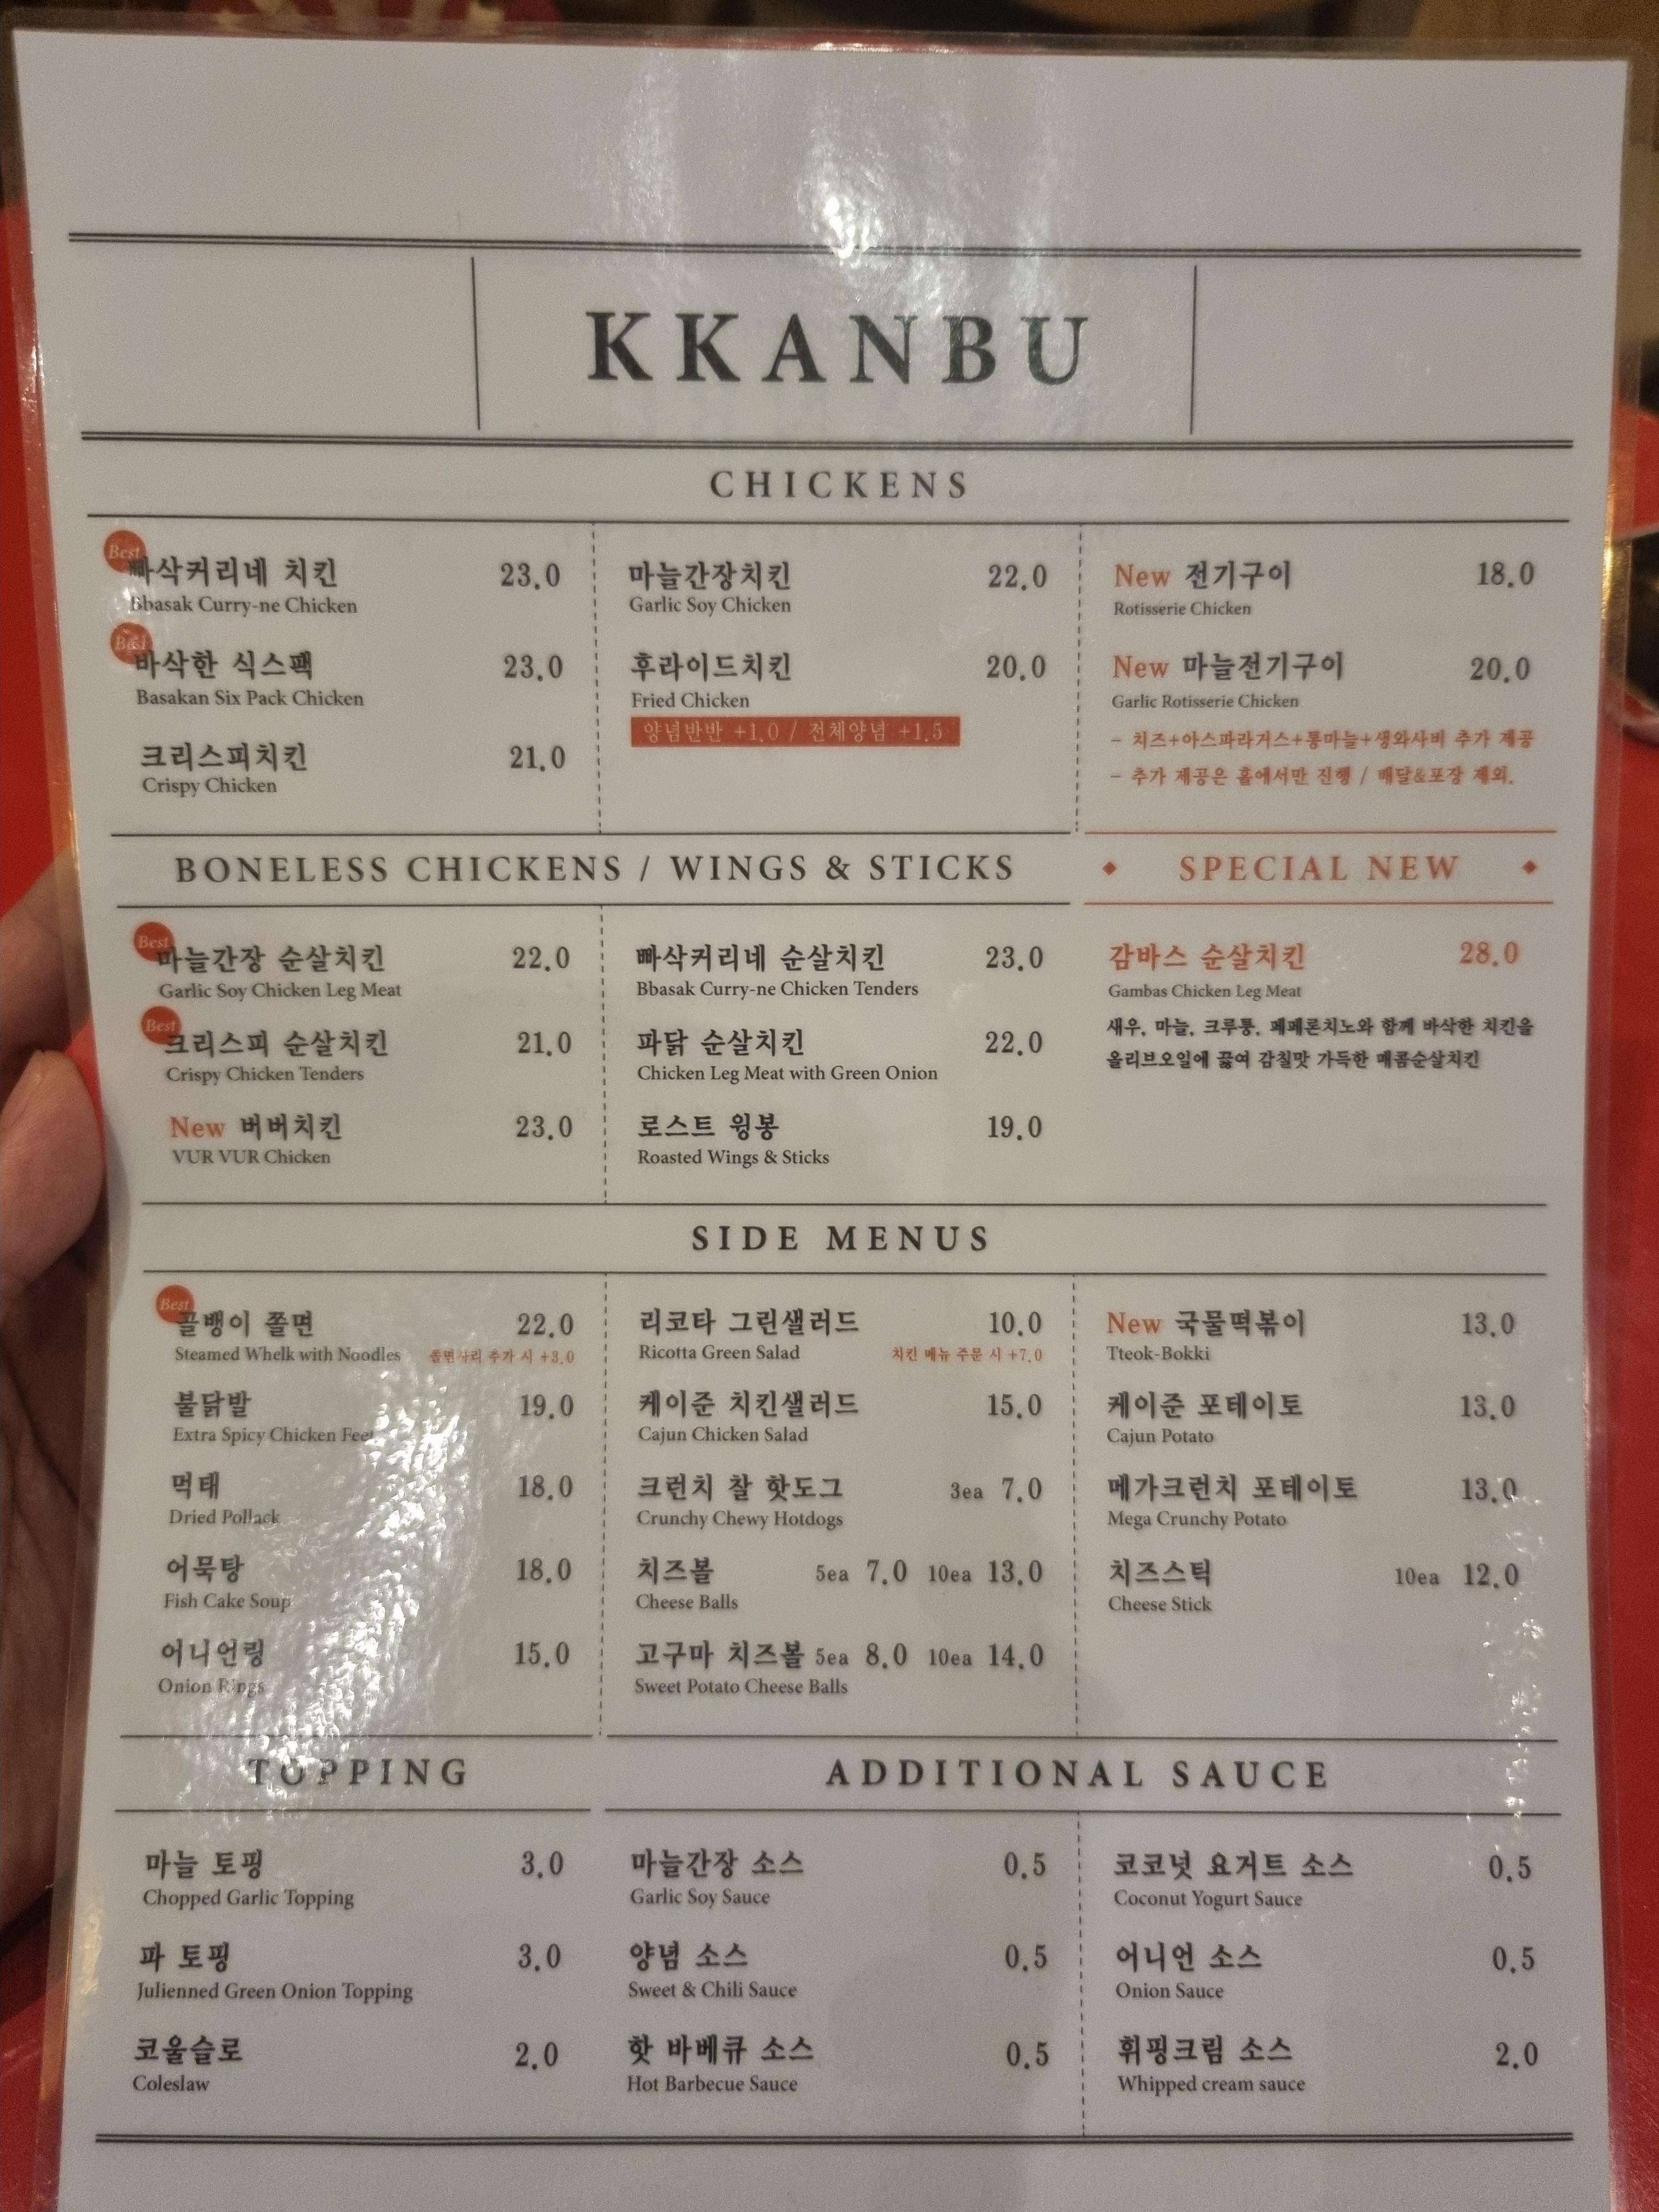 KKANBU
CHICKENS
Best
빠삭커리네 치킨 23.0
Bbasak Curry-ne Chicken
Best
바삭한 식스팩 23.0
Basakan Six Pack Chicken
크리스피치킨 21.0
Crispy Chicken
마늘간장치킨 22.0
Garlic Soy Chicken
후라이드치킨 20.0
Fried Chicken
양념반반 +1.0 / 전체양념 +1.5
New 전기구이 18.0
Rotisserie Chicken
New 마늘전기구이 20.0
Garlic Rotisserie Chicken
- 치즈+아스파라거스+통마늘+생와사비 추가 제공
- 추가 제공은 홀에서만 진행 / 배달&포장 제외.
BONELESS CHICKENS / WINGS & STICKS
Best
마늘간장 순살치킨 22.0
Garlic Soy Chicken Leg Meat
Best
크리스피 순살치킨 21.0
Crispy Chicken Tenders
New 버버치킨 23.0
VUR VUR Chicken
빠삭커리네 순살치킨 23.0
Bbasak Curry-ne Chicken Tenders
파닭 순살치킨 22.0
Chicken Leg Meat with Green Onion
로스트 윙봉 19.0
Roasted Wings & Sticks
SPECIAL NEW
감바스 순살치킨 28.0
Gambas Chicken Leg Meat
새우, 마늘, 크루통, 페페론치노와 함께 바삭한 치킨을
올리브오일에 끓여 감칠맛 가득한 매콤순살치킨
SIDE MENUS
Best
골뱅이 쫄면 22.0
Steamed Whelk with Noodles 쫄면사리 추가 시 +3.0
불닭발 19.0
Extra Spicy Chicken Feet
먹태 18.0
Dried Pollack
어묵탕 18.0
Fish Cake Soup
어니언링 15.0
Onion Rings
리코타 그린샐러드 10.0
Ricotta Green Salad 치킨 메뉴 주문 시 +7.0
케이준 치킨샐러드 15.0
Cajun Chicken Salad
크런치 찰 핫도그 3ea 7.0
Crunchy Chewy Hotdogs
치즈볼 5ea 7.0 10ea 13.0
Cheese Balls
고구마 치즈볼 5ea 8.0 10ea 14.0
Sweet Potato Cheese Balls
New 국물떡볶이 13.0
Tteok-Bokki
케이준 포테이토 13.0
Cajun Potato
메가크런치 포테이토 13.0
Mega Crunchy Potato
치즈스틱 10ea 12.0
Cheese Stick
TOPPING
마늘 토핑 3.0
Chopped Garlic Topping
파 토핑 3.0
Julienned Green Onion Topping
코울슬로 2.0
Coleslaw
ADDITIONAL SAUCE
마늘간장 소스 0.5
Garlic Soy Sauce
양념 소스 0.5
Sweet & Chili Sauce
핫 바베큐 소스 0.5
Hot Barbecue Sauce
코코넛 요거트 소스 0.5
Coconut Yogurt Sauce
어니언 소스 0.5
Onion Sauce
휘핑크림 소스 2.0
Whipped cream sauce